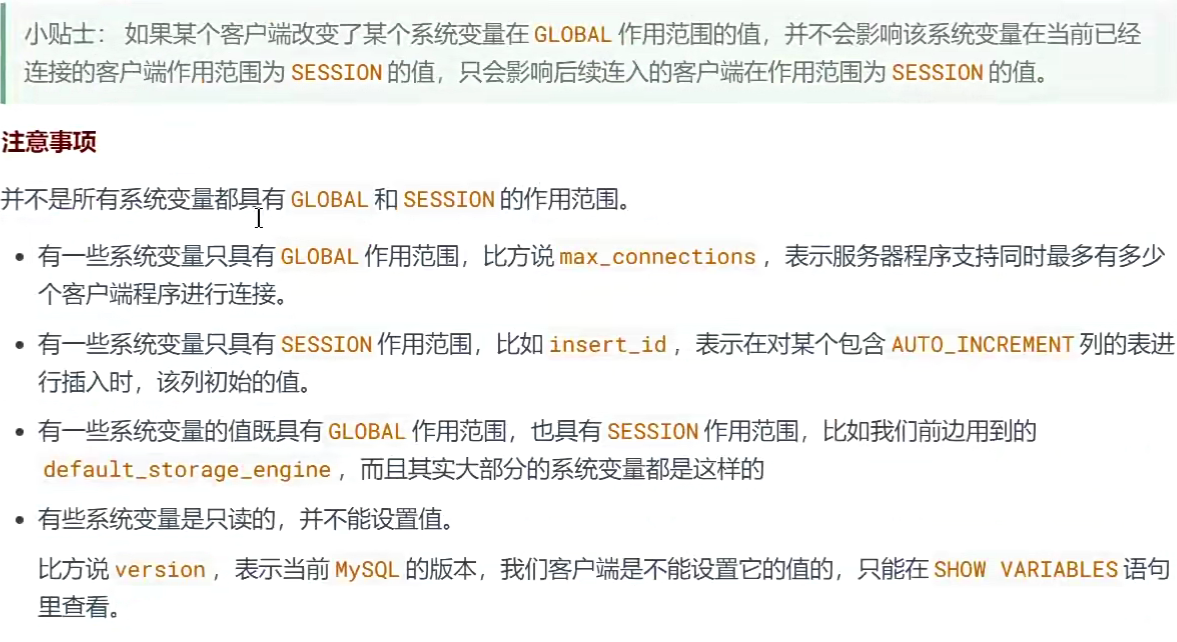 小贴士： 如果某个客户端改变了某个系统变量在 GLOBAL 作用范围的值，并不会影响该系统变量在当前已经
连接的客户端作用范围为 SESSION 的值，只会影响后续连入的客户端在作用范围为 SESSION 的值。
注意事项
并不是所有系统变量都具有 GLOBAL 和 SESSION 的作用范围。
• 有一些系统变量只具有 GLOBAL 作用范围，比方说 max_connections ，表示服务器程序支持同时最多有多少
个客户端程序进行连接。
• 有一些系统变量只具有 SESSION 作用范围，比如 insert_id ，表示在对某个包含 AUTO_INCREMENT 列的表进
行插入时，该列初始的值。
• 有一些系统变量的值既具有 GLOBAL 作用范围，也具有 SESSION 作用范围，比如我们前边用到的
default_storage_engine ，而且其实大部分的系统变量都是这样的
• 有些系统变量是只读的，并不能设置值。
比方说 version ，表示当前 MySQL 的版本，我们客户端是不能设置它的值的，只能在 SHOW VARIABLES 语句
里查看。